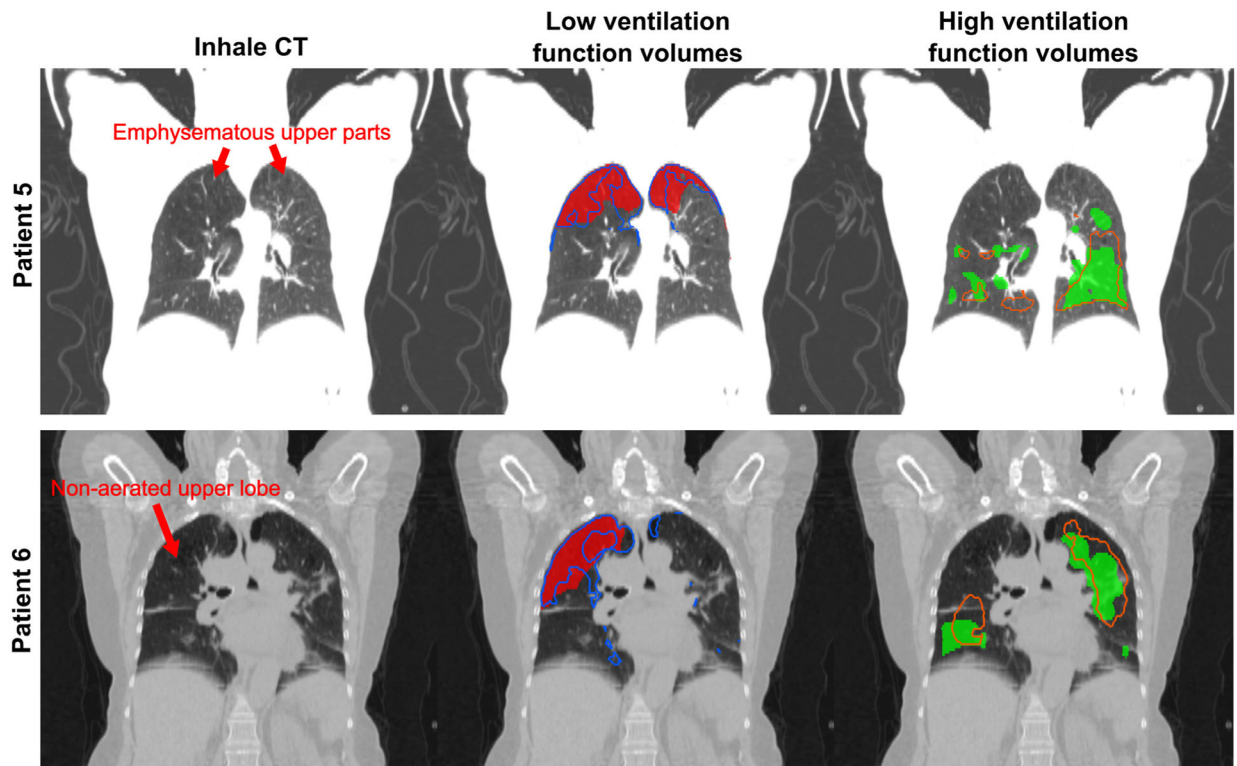 Inhale CT
Low ventilation
function volumes
High ventilation
function volumes
Patient 5
Emphysematous upper parts
Patient 6
Non-aerated upper lobe